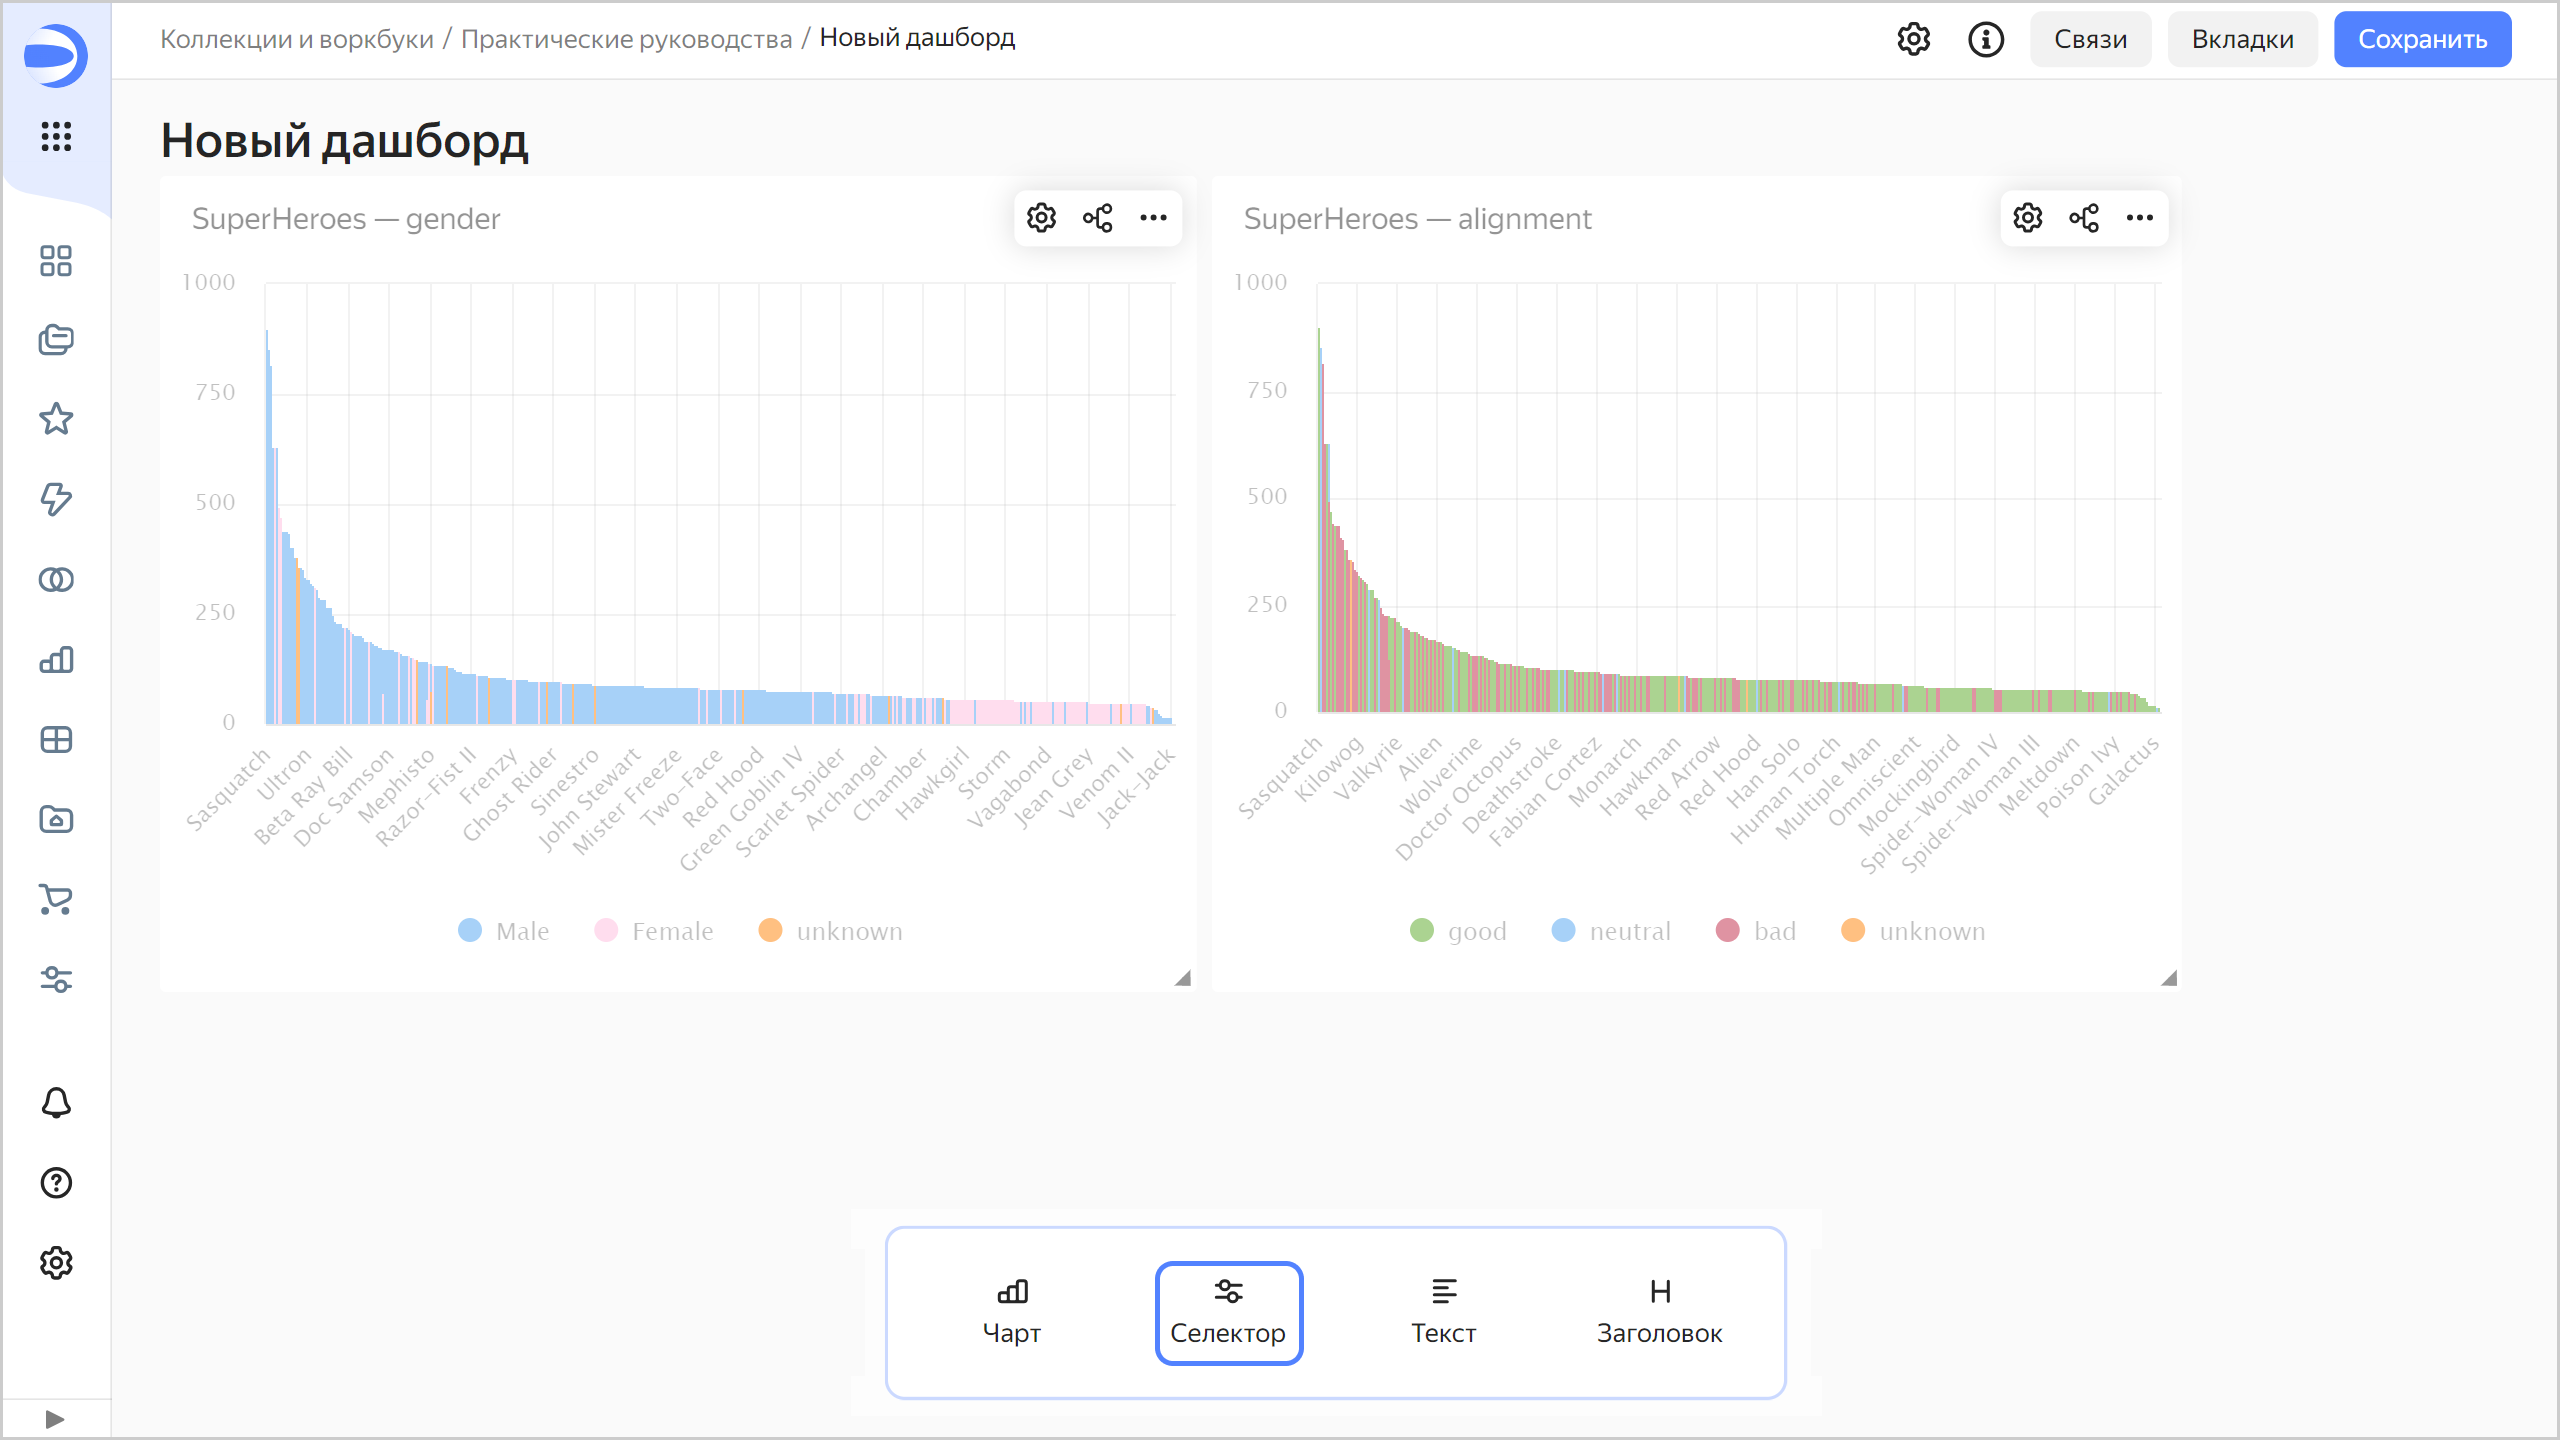 Коллекции и воркбуки / Практические руководства / Новый дашборд
Связи
Вкладки
Сохранить
Новый дашборд
SuperHeroes — gender
1000
750
500
250
0
Sasquatch
Ultron
Beta Ray Bill
Doc Samson
Mephisto
Razor-Fist II
Frenzy
Ghost Rider
Sinestro
John Stewart
Mister Freeze
Two-Face
Red Hood
Green Goblin IV
Scarlet Spider
Archangel
Chamber
Hawkgirl
Storm
Vagabond
Jean Grey
Venom II
Jack-Jack
Male
Female
unknown
SuperHeroes — alignment
1000
750
500
250
0
Sasquatch
Kilowog
Valkyrie
Alien
Wolverine
Doctor Octopus
Deathstroke
Fabian Cortez
Monarch
Hawkman
Red Arrow
Red Hood
Han Solo
Human Torch
Multiple Man
Omniscient
Mockingbird
Spider-Woman IV
Spider-Woman III
Meltdown
Poison Ivy
Galactus
good
neutral
bad
unknown
Чарт
Селектор
Текст
Заголовок